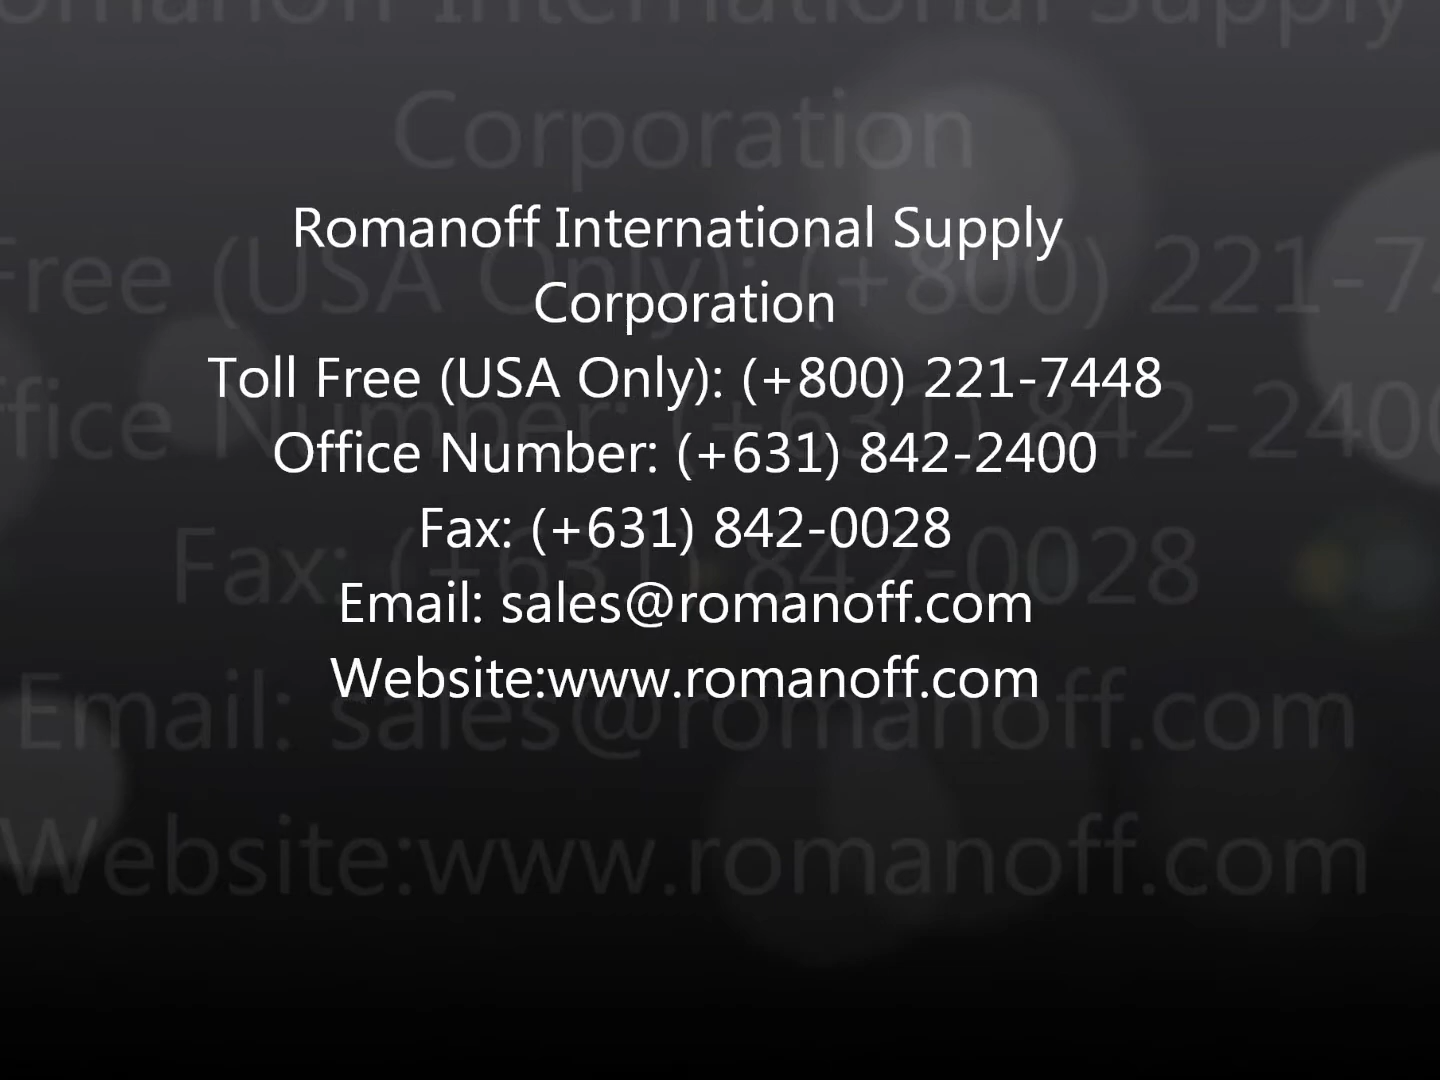 Romanoff International Supply
Corporation
Toll Free (USA Only): (+800) 221-7448
Office Number: (+631) 842-2400
Fax: (+631) 842-0028
Email: sales@romanoff.com
Website:www.romanoff.com